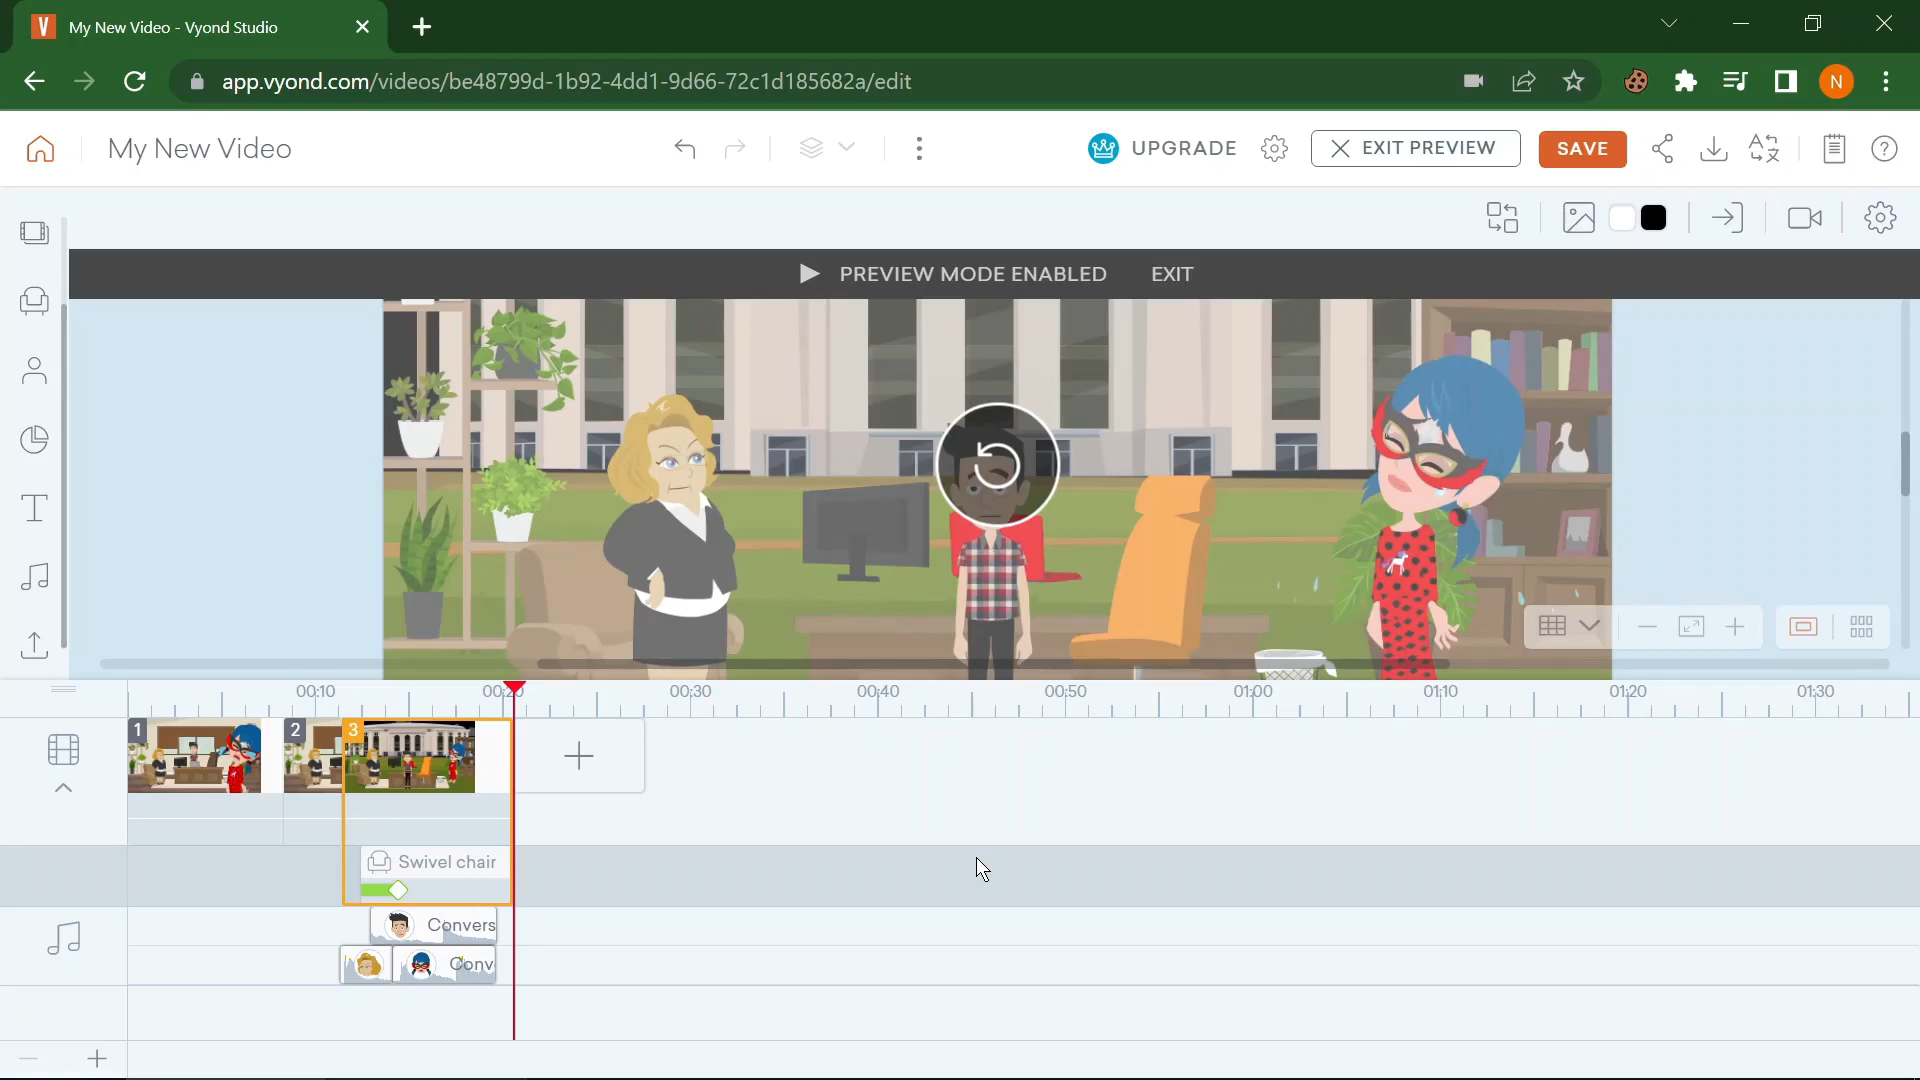 My New Video - Vyond Studio
app.vyond.com/videos/be48799d-1b92-4dd1-9d66-72c1d185682a/edit
N
My New Video
UPGRADE
EXIT PREVIEW
SAVE
PREVIEW MODE ENABLED
EXIT
00:10
00:20
00:30
00:40
00:50
01:00
01:10
01:20
01:30
1
2
3
Swivel chair
Convers
Conv